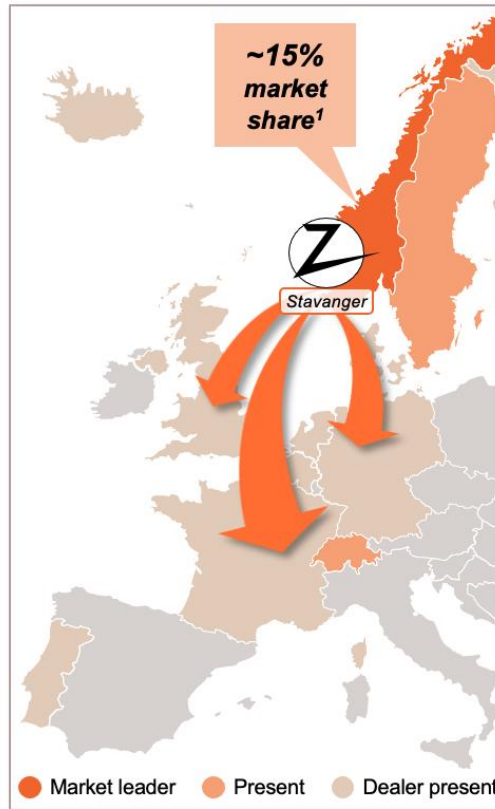 ~15%
market
share¹
Stavanger
Market leader
Present
Dealer present